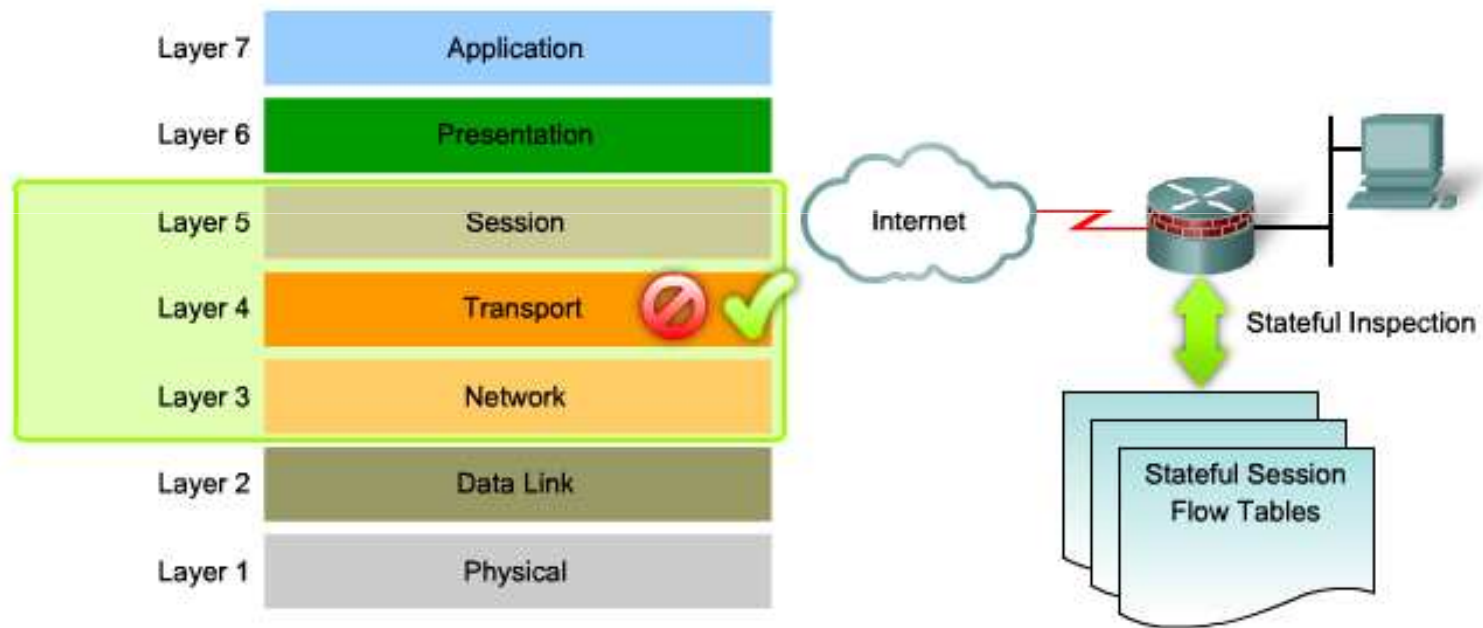 Layer 7 Application
Layer 6 Presentation
Layer 5 Session
Layer 4 Transport
Layer 3 Network
Layer 2 Data Link
Layer 1 Physical
Internet
Stateful Inspection
Stateful Session
Flow Tables